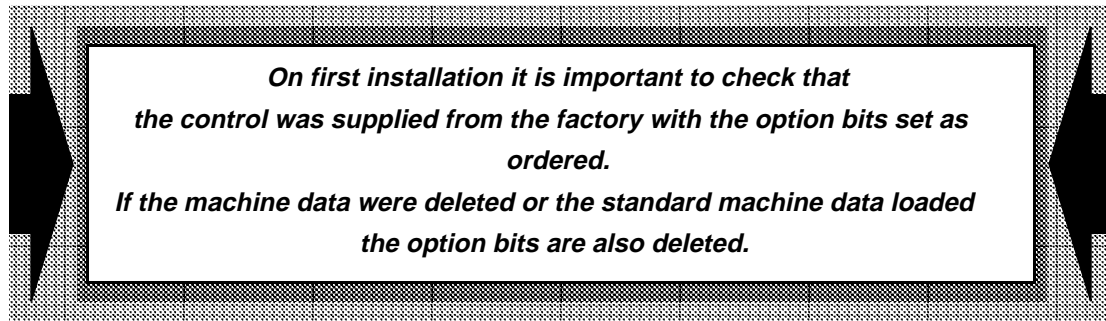 On first installation it is important to check that
the control was supplied from the factory with the option bits set as
ordered.
If the machine data were deleted or the standard machine data loaded
the option bits are also deleted.